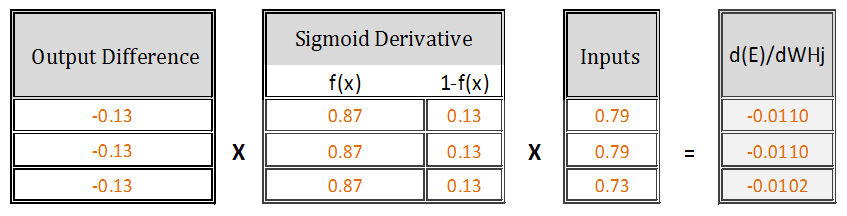 Output Difference Sigmoid Derivative Inputs d(E)/dWHj
f(x) 1-f(x)
-0.13 0.87 0.13 0.79 -0.0110
-0.13 X 0.87 0.13 X 0.79 = -0.0110
-0.13 0.87 0.13 0.73 -0.0102